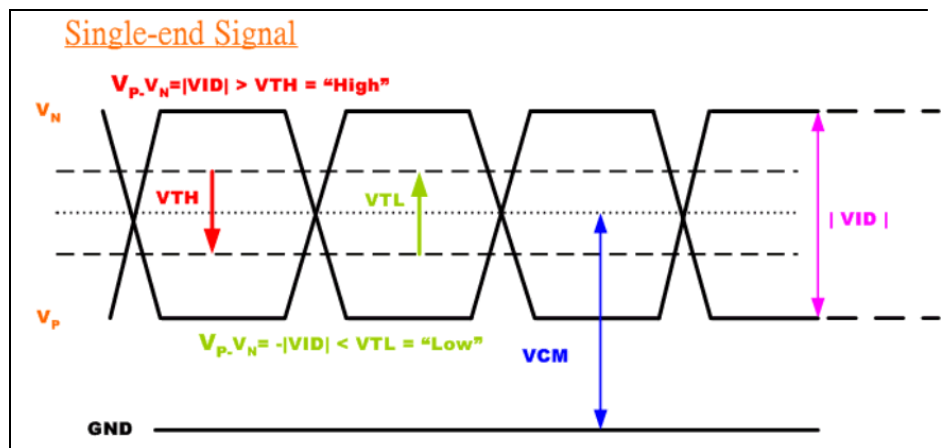 Single-end Signal
VP-VN=|VID| > VTH = “High”
VN
VTH
VTL
| VID |
VP
VP-VN= -|VID| < VTL = “Low”
VCM
GND